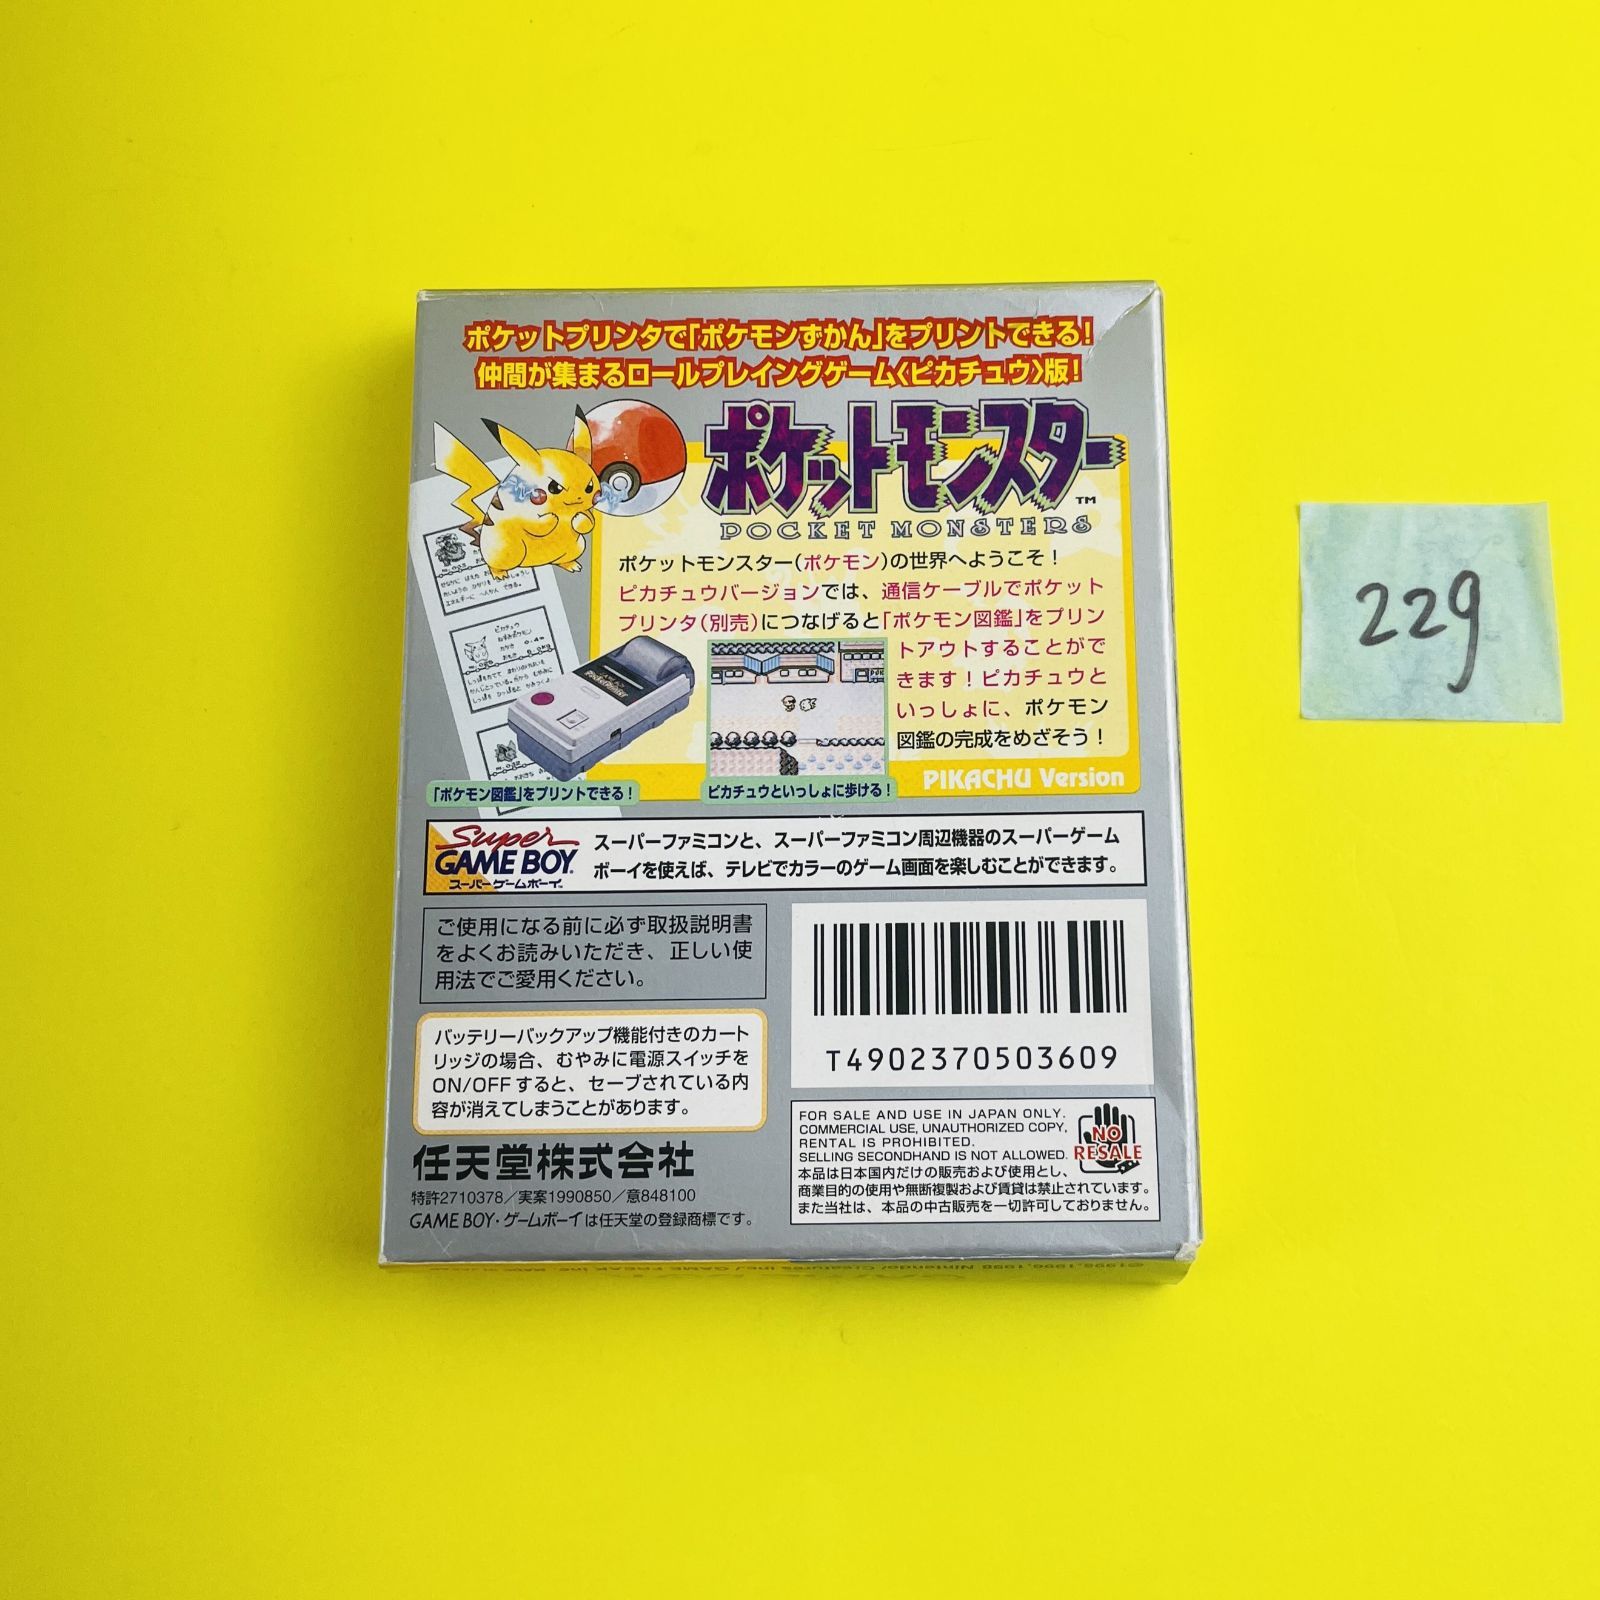 ポケットプリンタで「ポケモンずかん」をプリントできる!
仲間が集まるロールプレイングゲーム〈ピカチュウ〉版!
ポケットモンスター
TM
POCKET MONSTERS
ポケットモンスター(ポケモン)の世界へようこそ!
ピカチュウバージョンでは、通信ケーブルでポケット
プリンタ(別売)につなげると「ポケモン図鑑」をプリン
トアウトすることがで
きます!ピカチュウと
いっしょに、ポケモン
図鑑の完成をめざそう!
PIKACHU Version
ピカチュウ
ねずみポケモン
「ポケモン図鑑」をプリントできる!
ピカチュウといっしょに歩ける!
Super
GAME BOY
スーパーゲームボーイ
スーパーファミコンと、スーパーファミコン周辺機器のスーパーゲーム
ボーイを使えば、テレビでカラーのゲーム画面を楽しむことができます。
ご使用になる前に必ず取扱説明書
をよくお読みいただき、正しい使
用法でご愛用ください。
バッテリーバックアップ機能付きのカート
リッジの場合、むやみに電源スイッチを
ON/OFFすると、セーブされている内
容が消えてしまうことがあります。
任天堂株式会社
特許2710378/実案1990850/意848100
GAME BOY・ゲームボーイは任天堂の登録商標です。
T4902370503609
FOR SALE AND USE IN JAPAN ONLY.
COMMERCIAL USE, UNAUTHORIZED COPY,
RENTAL IS PROHIBITED.
SELLING SECONDHAND IS NOT ALLOWED.
NO
RESALE
本品は日本国内だけの販売および使用とし、
商業目的の使用や無断複製および賃貸は禁止されています。
また当社は、本品の中古販売を一切許可しておりません。
229